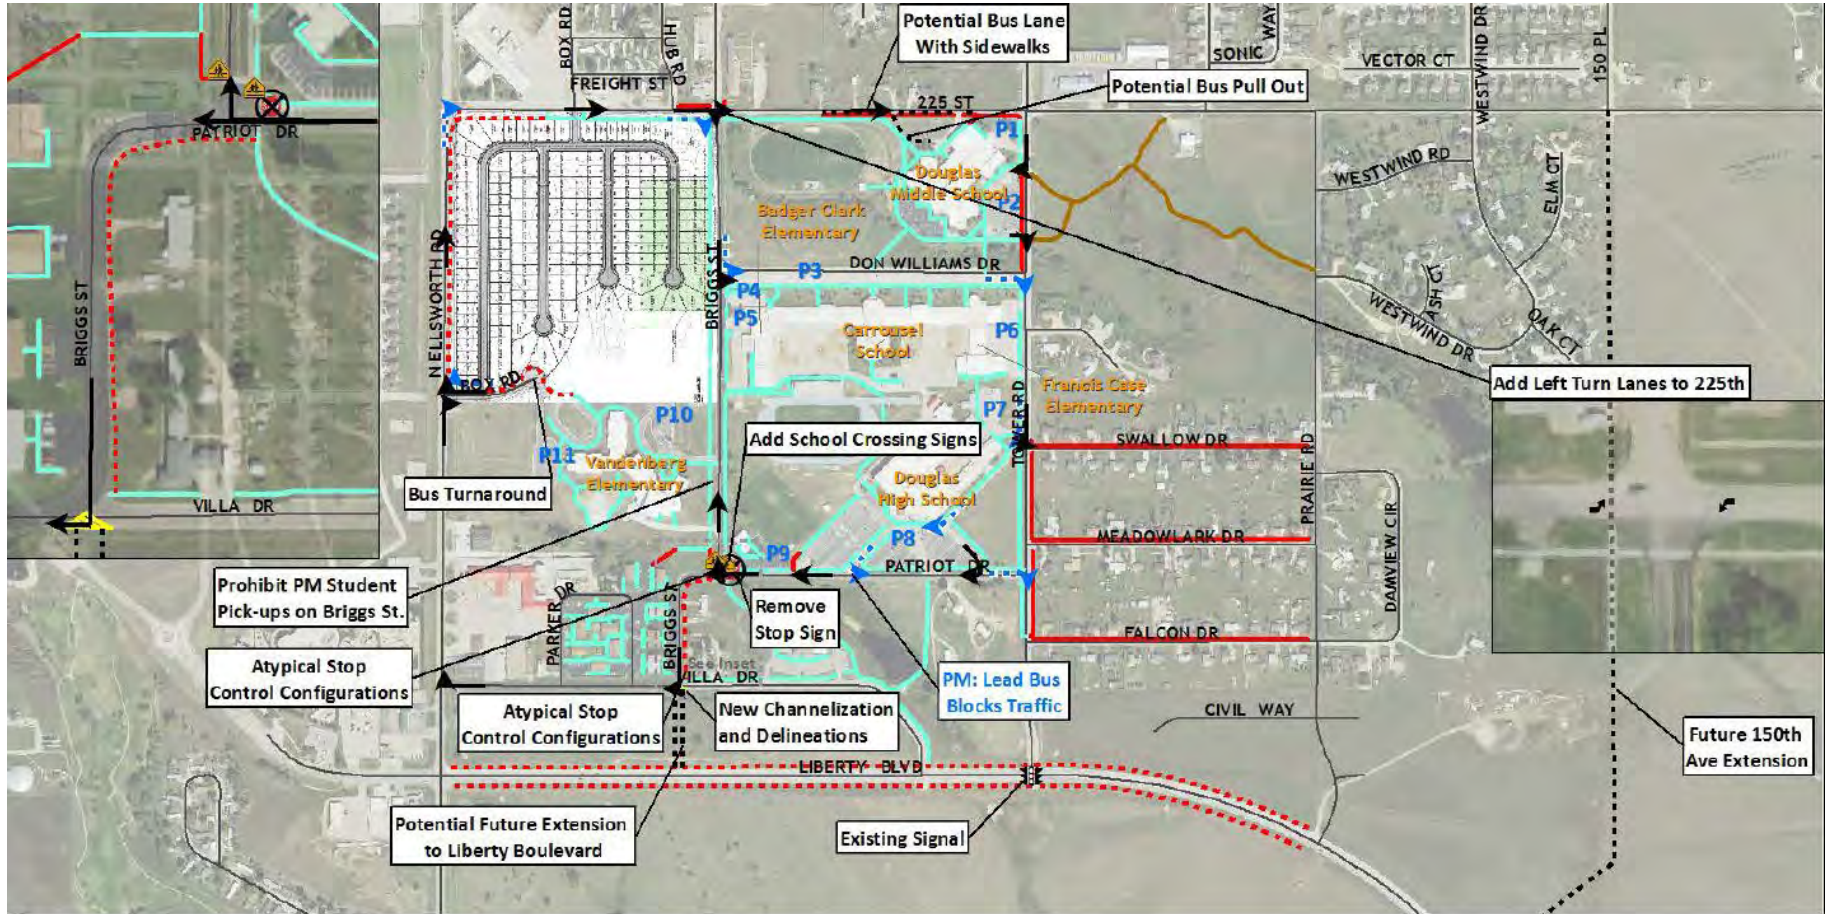 BOX RD
HUB RD
FREIGHT ST
Potential Bus Lane
With Sidewalks
SONIC WAY
VECTOR CT
WESTWIND DR
150 PL
Potential Bus Pull Out
225 ST
PATRIOT DR
P1
Douglas
Middle School
P2
WESTWIND RD
ELM CT
Badger Clark
Elementary
NELLSWORTH RD
BRIGGS ST
DON WILLIAMS DR
P3
P4
P5
P6
Carrousel
School
ASH CT
WESTWIND DR
OAK CT
BRIGGS ST
BOX RD
Francis Case
Elementary
Add Left Turn Lanes to 225th
P10
P7
TOWER RD
Add School Crossing Signs
SWALLOW DR
PRAIRIE RD
P11
Vandenberg
Elementary
Douglas
High School
Bus Turnaround
VILLA DR
DAMVIEW CIR
P8
P9
MEADOWLARK DR
PATRIOT DR
Prohibit PM Student
Pick-ups on Briggs St.
PARKER DR
BRIGGS ST
Remove
Stop Sign
FALCON DR
Atypical Stop
Control Configurations
See Inset
ILLA DR
PM: Lead Bus
Blocks Traffic
Atypical Stop
Control Configurations
New Channelization
and Delineations
CIVIL WAY
Future 150th
Ave Extension
LIBERTY BLVD
Potential Future Extension
to Liberty Boulevard
Existing Signal